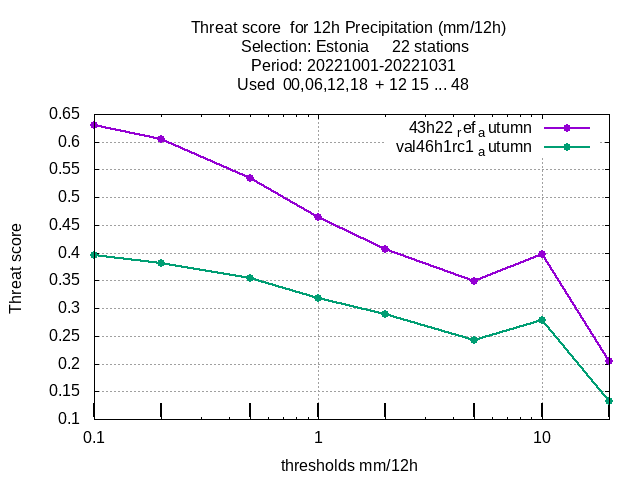 Threat score  for 12h Precipitation (mm/12h)
Selection: Estonia     22 stations
Period: 20221001-20221031
Used  00,06,12,18  + 12 15 ... 48
43h22 ref a utumn
val46h1rc1 a utumn
Threat score
0.65
0.6
0.55
0.5
0.45
0.4
0.35
0.3
0.25
0.2
0.15
0.1
0.1 1 10
thresholds mm/12h